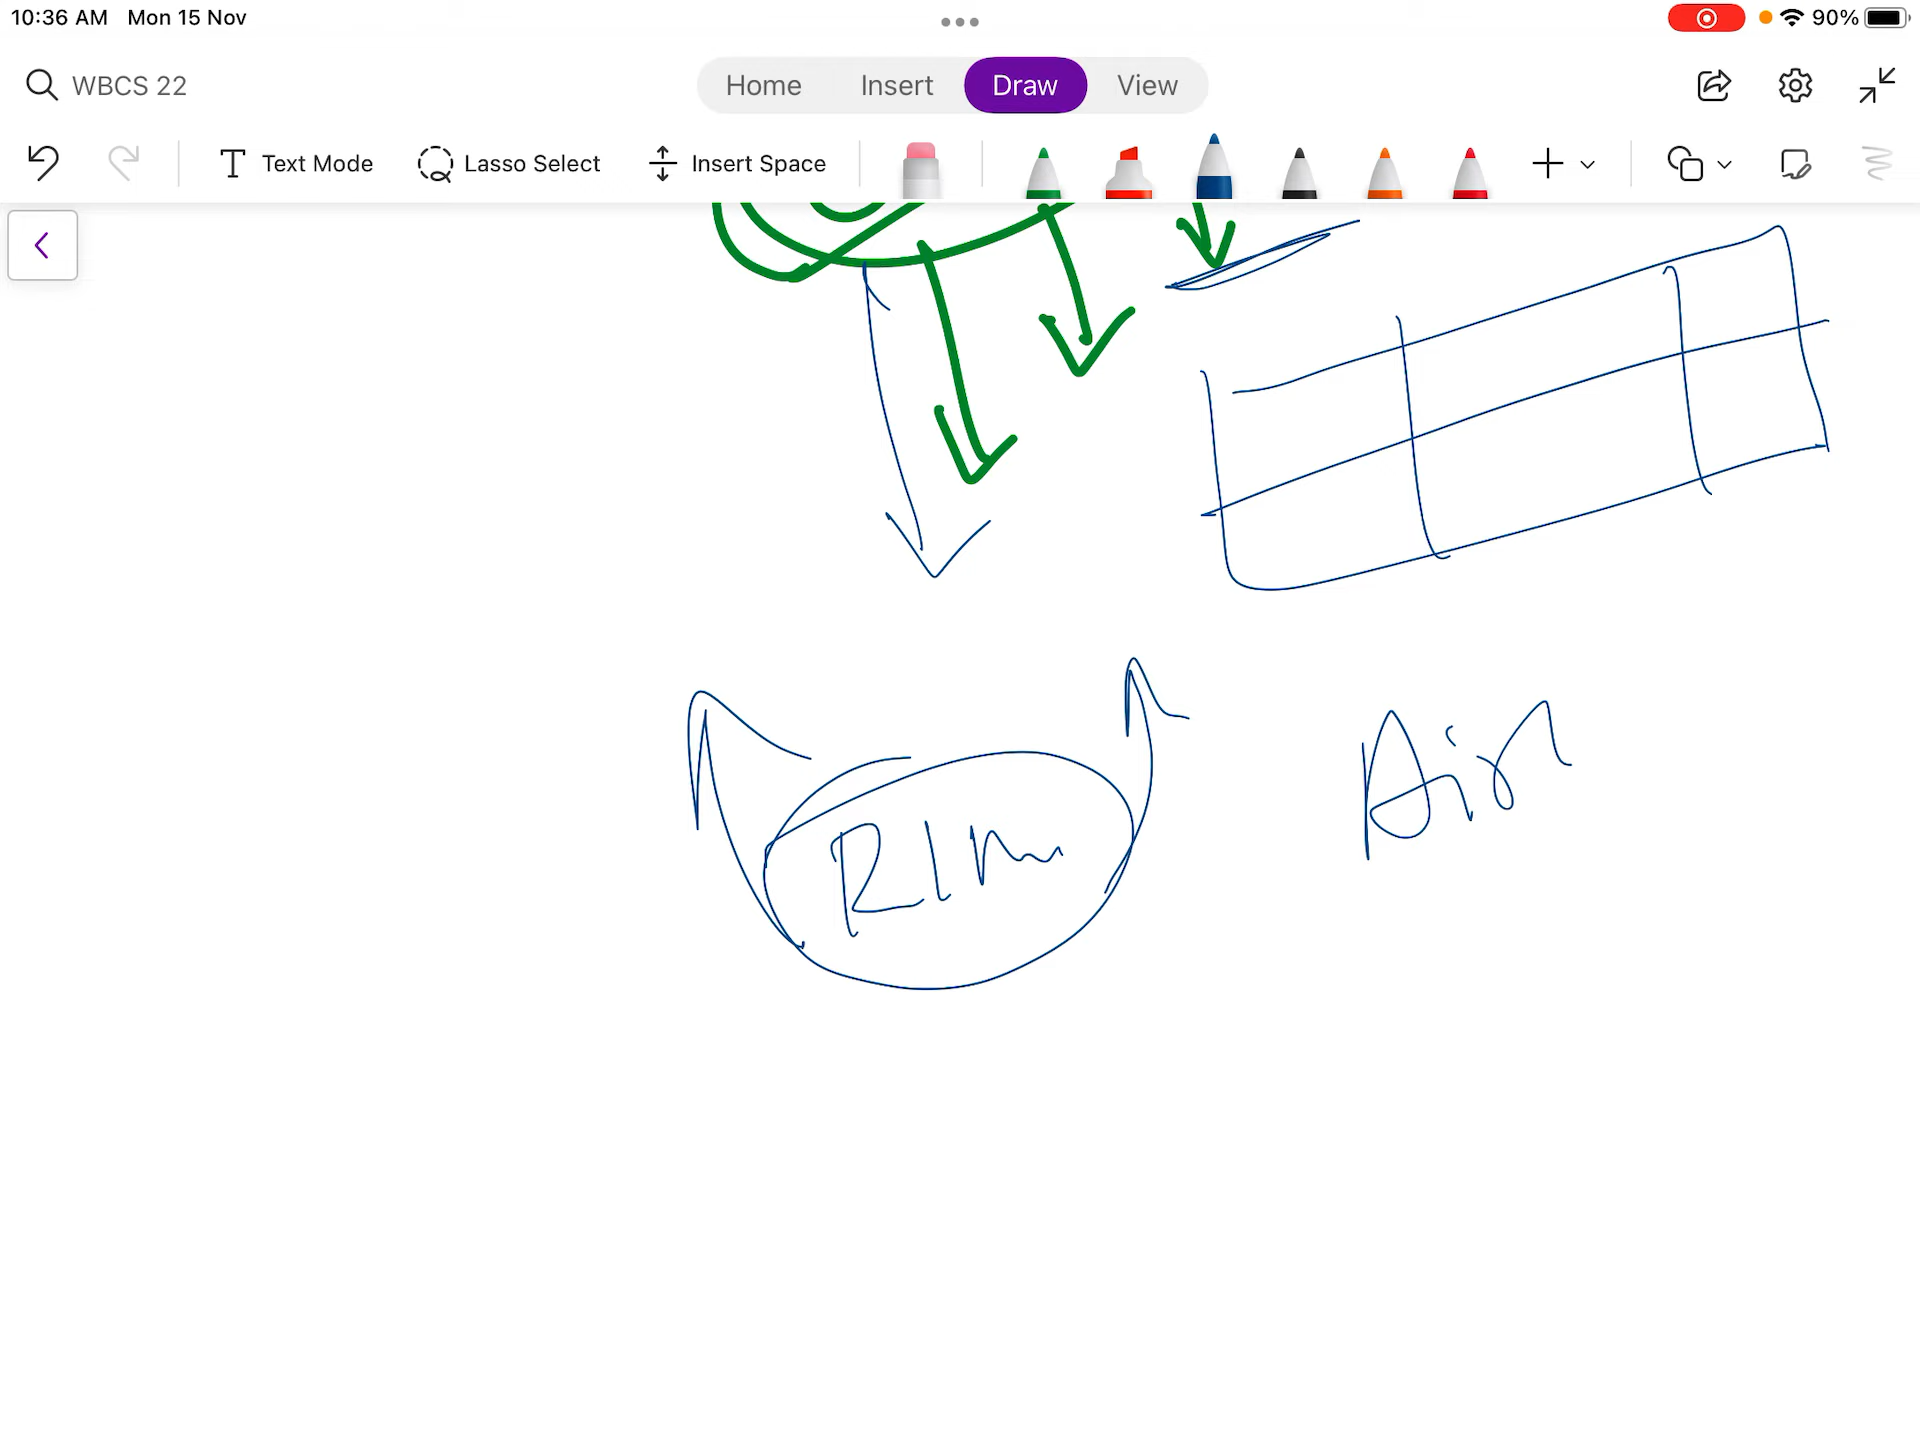 10:36 AM Mon 15 Nov
90%
WBCS 22
Home Insert Draw View
T Text Mode Lasso Select Insert Space
Air